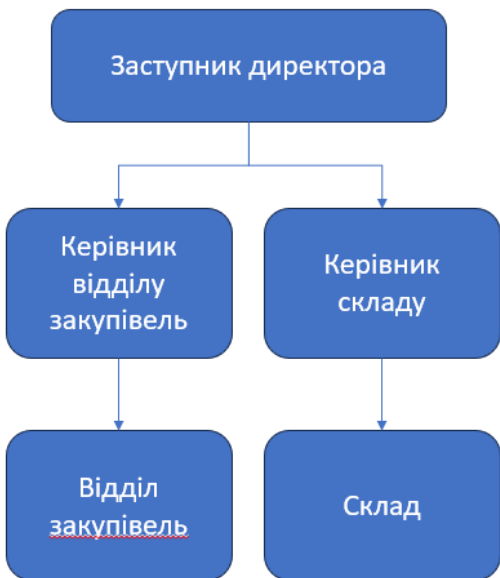 Заступник директора
Керівник
відділу
закупівель
Керівник
складу
Відділ
закупівель
Склад